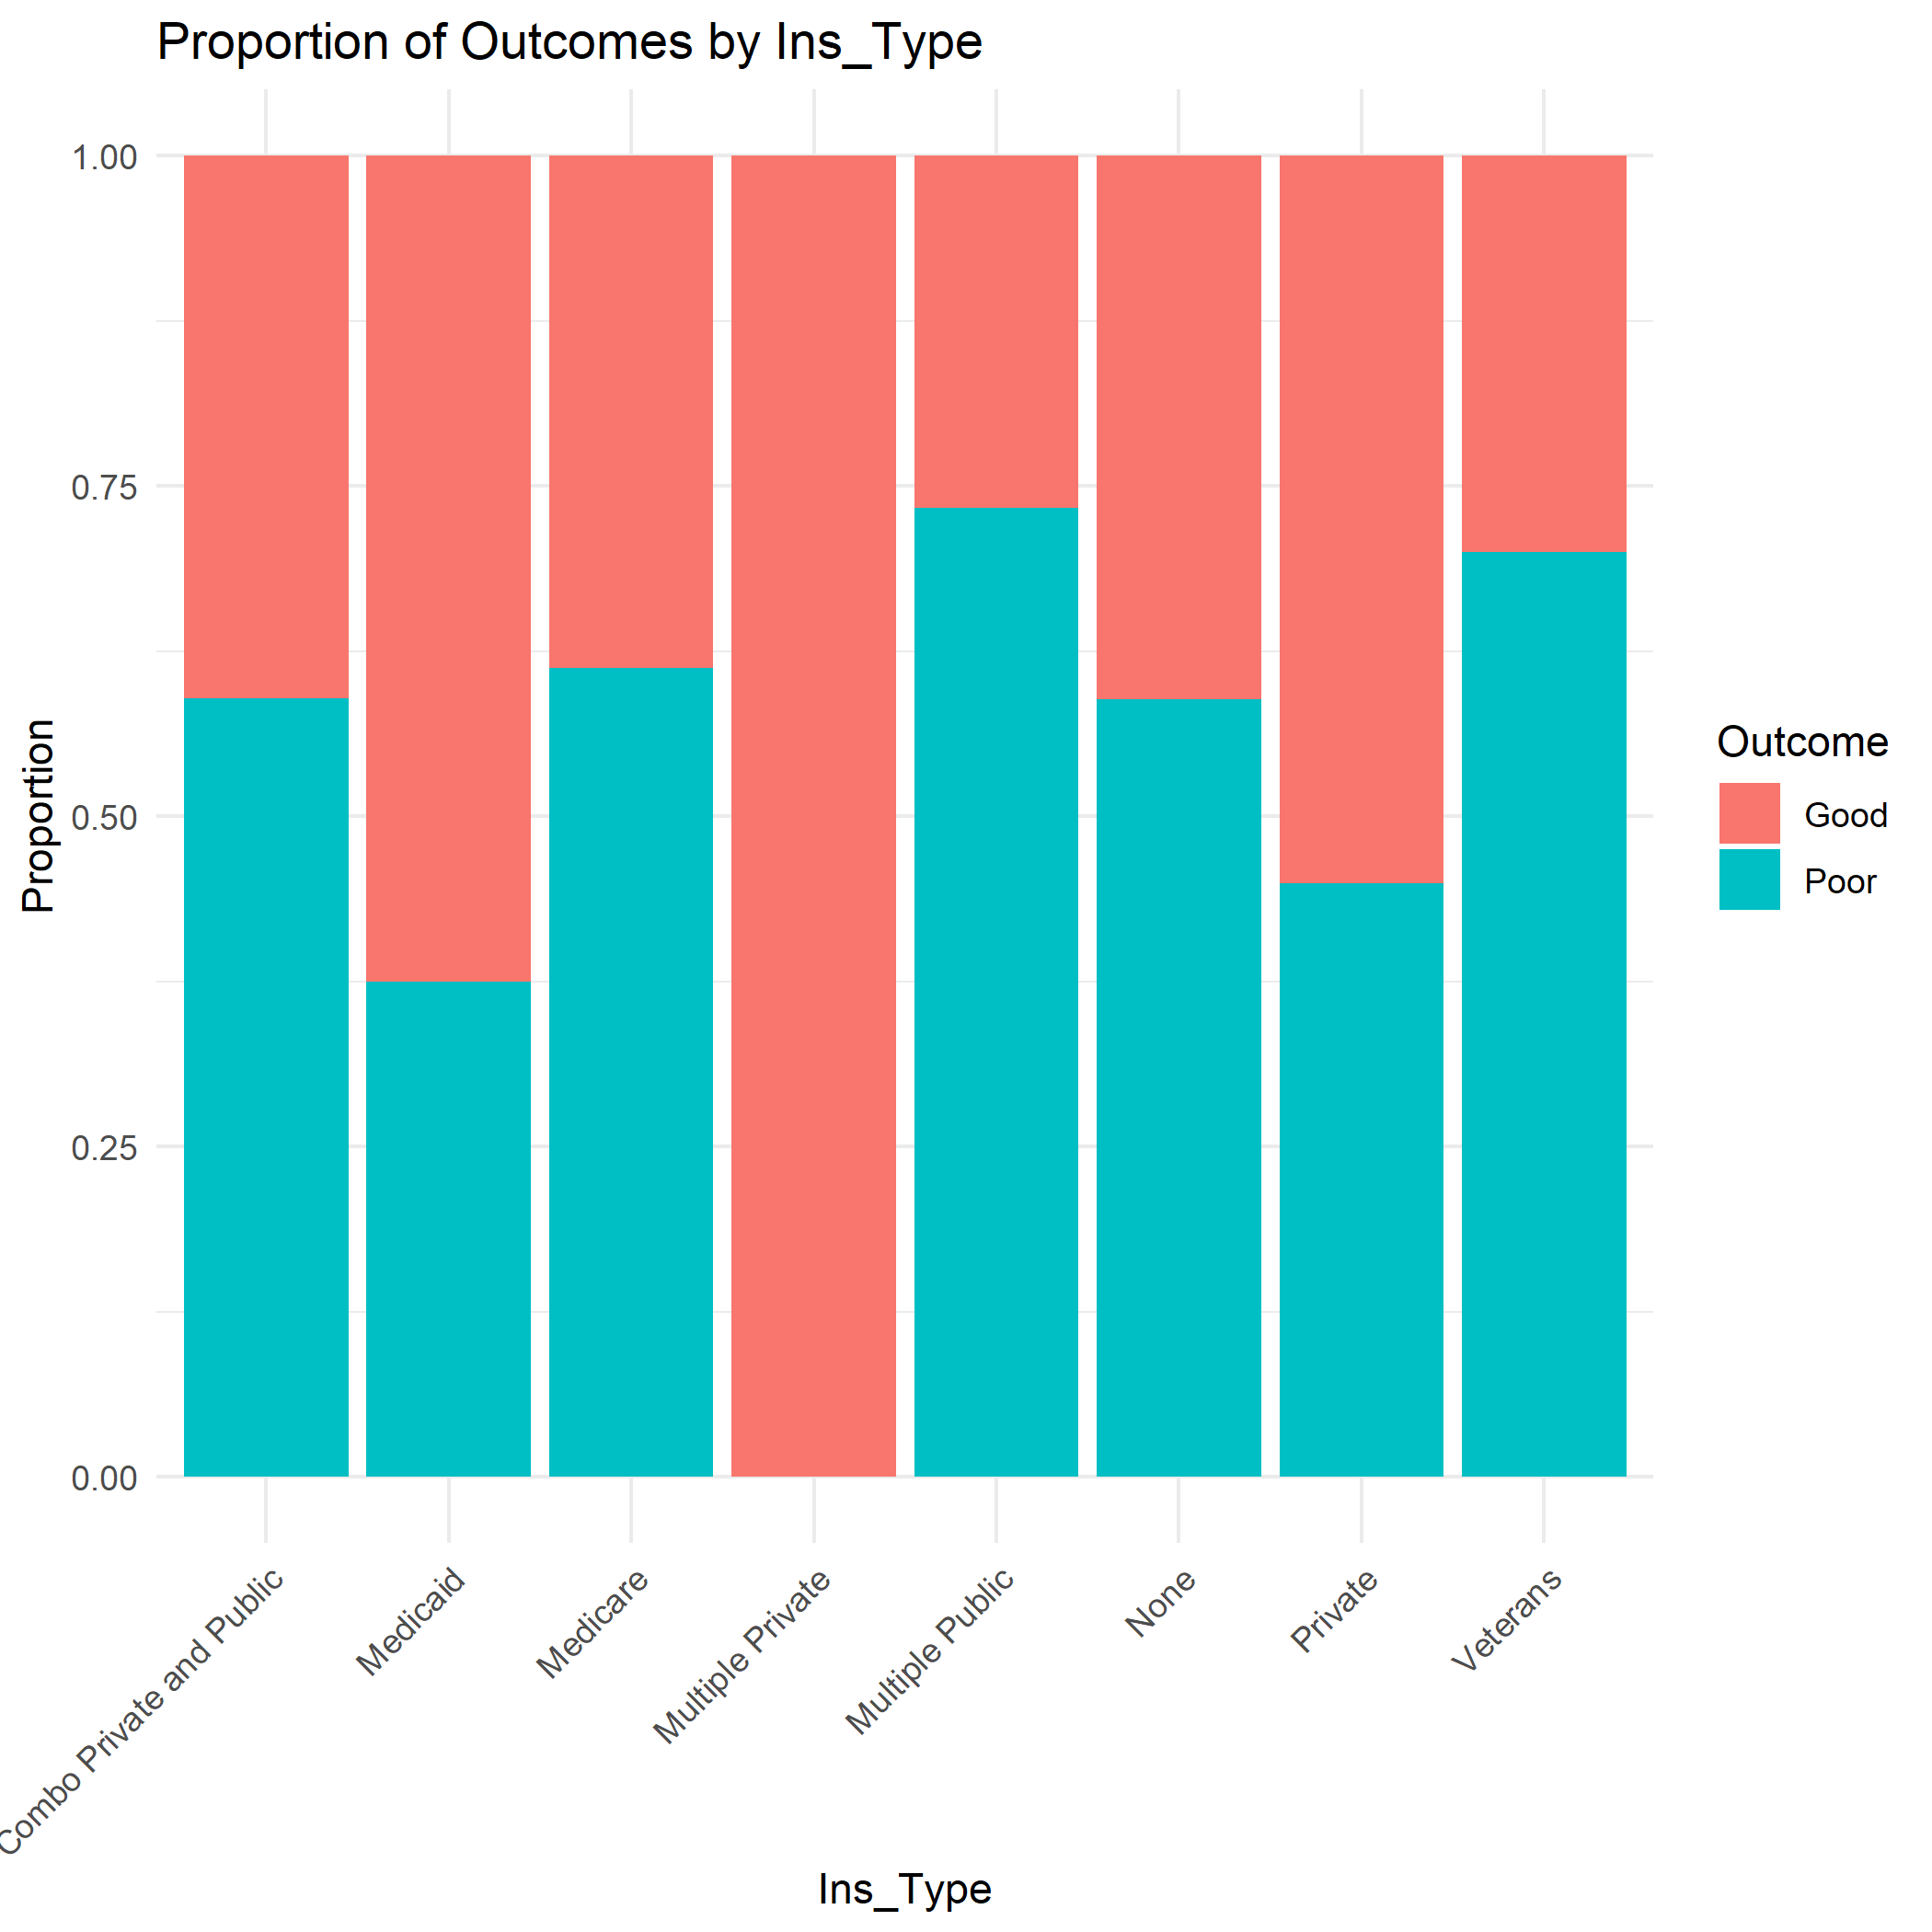 Proportion of Outcomes by Ins_Type
1.00
0.75
0.50
0.25
0.00
Proportion
Combo Private and Public
Medicaid
Medicare
Multiple Private
Multiple Public
None
Private
Veterans
Ins_Type
Outcome
Good
Poor